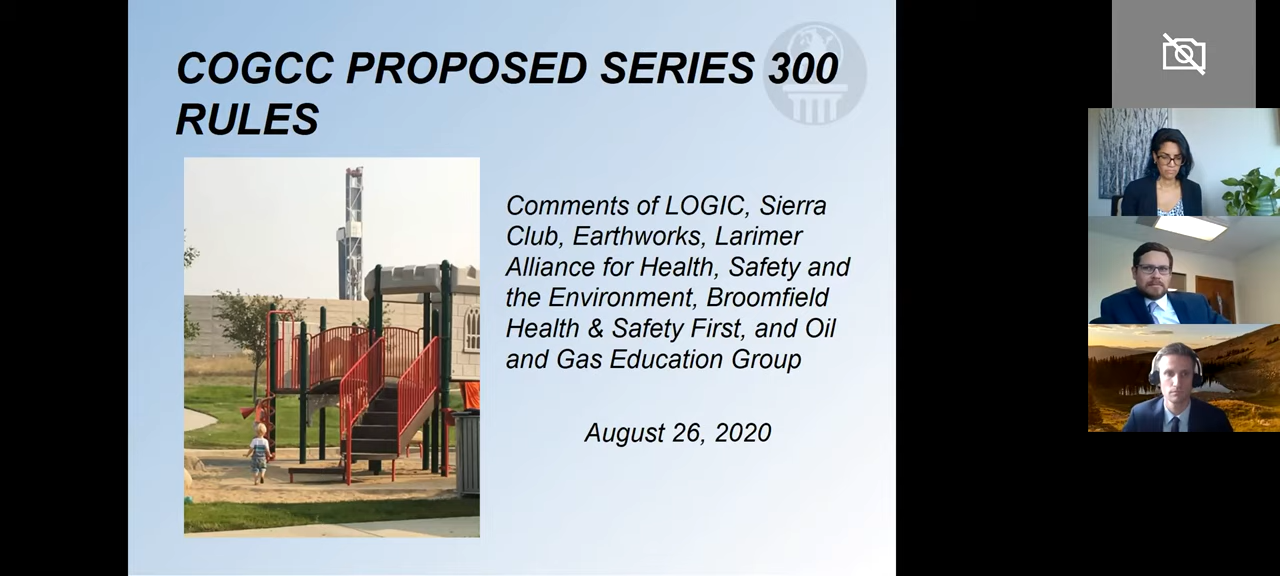 COGCC PROPOSED SERIES 300
RULES
Comments of LOGIC, Sierra
Club, Earthworks, Larimer
Alliance for Health, Safety and
the Environment, Broomfield
Health & Safety First, and Oil
and Gas Education Group
August 26, 2020